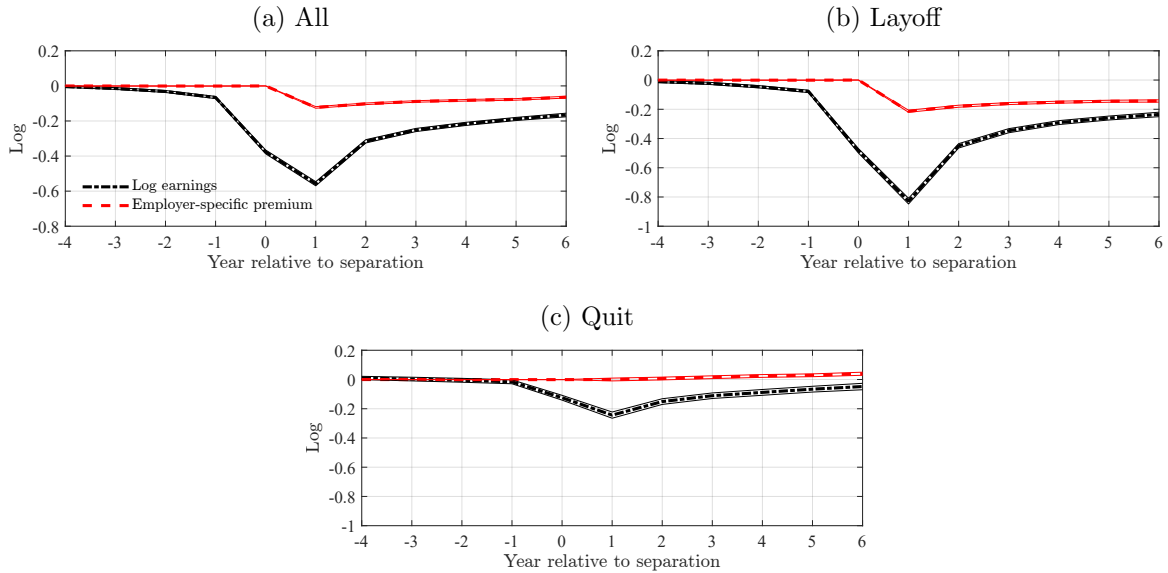 (a) All
0.2
0
-0.2
-0.4
-0.6
-0.8
Log
Log earnings
Employer-specific premium
-4 -3 -2 -1 0 1 2 3 4 5 6
Year relative to separation
(b) Layoff
0.2
0
-0.2
-0.4
-0.6
-0.8
-1
Log
-4 -3 -2 -1 0 1 2 3 4 5 6
Year relative to separation
(c) Quit
0.2
0
-0.2
-0.4
-0.6
-0.8
-1
Log
-4 -3 -2 -1 0 1 2 3 4 5 6
Year relative to separation